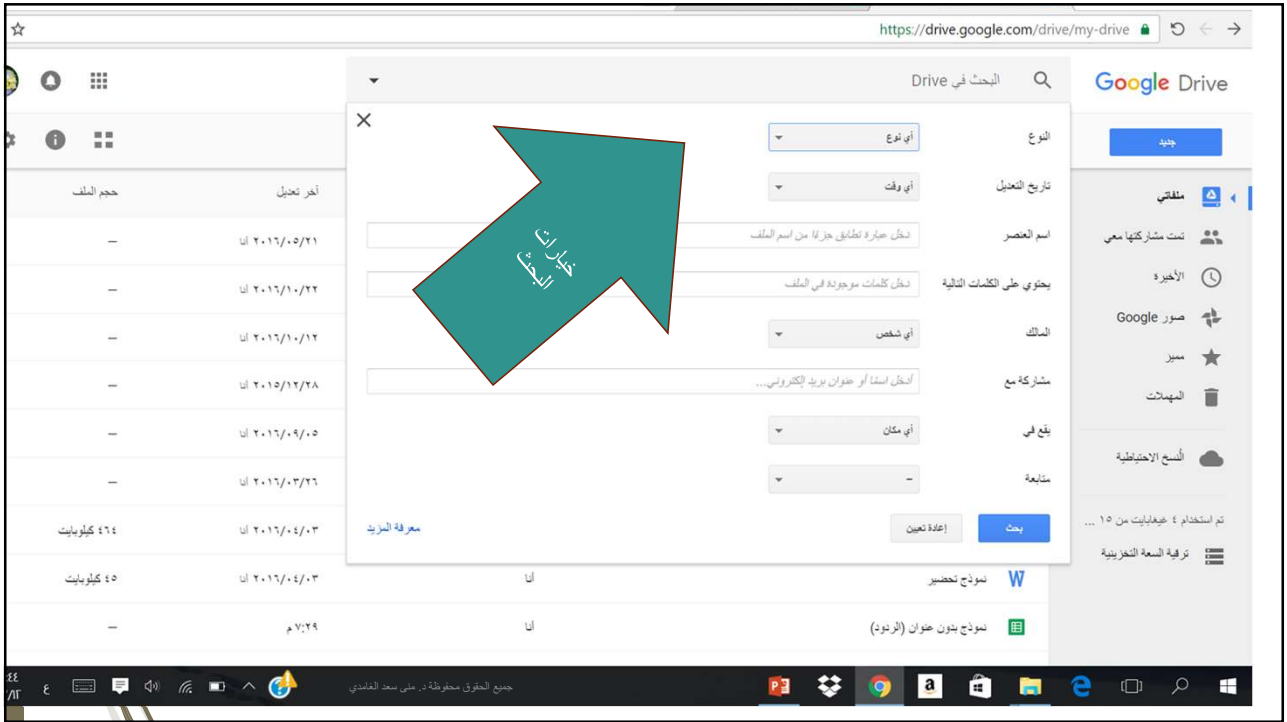 https://drive.google.com/drive/my-drive
Google Drive
البحث في Drive
جديد
ملفاتي
تمت مشاركتها معي
الأخيرة
صور Google
مميز
المهملات
النسخ الاحتياطية
تم استخدام ٤ غيغابايت من ١٥ ...
ترقية السعة التخزينية
النوع أي نوع
تاريخ التعديل أي وقت
اسم العنصر تدخل عبارة تطابق جزءًا من اسم الملف
يحتوي على الكلمات التالية تدخل كلمات موجودة في الملف
المالك أي شخص
مشاركة مع أدخل اسمًا أو عنوان بريد إلكتروني...
يقع في أي مكان
متابعة –
بحث إعادة تعيين معرفة المزيد
خيارات
البحث
آخر تعديل حجم الملف
٢٠١٦/٠٥/٢١ أنا —
٢٠١٦/١٠/٢٢ أنا —
٢٠١٦/١٠/١٢ أنا —
٢٠١٥/١٢/٢٨ أنا —
٢٠١٦/٠٩/٠٥ أنا —
٢٠١٦/٠٣/٢٦ أنا —
٢٠١٦/٠٤/٠٣ أنا ٤٦٤ كيلوبايت
نموذج تحضير أنا ٢٠١٦/٠٤/٠٣ أنا ٤٥ كيلوبايت
نموذج بدون عنوان (الردود) أنا ٧:٢٩ م —
جميع الحقوق محفوظة د. منى سعد الغامدي
ع